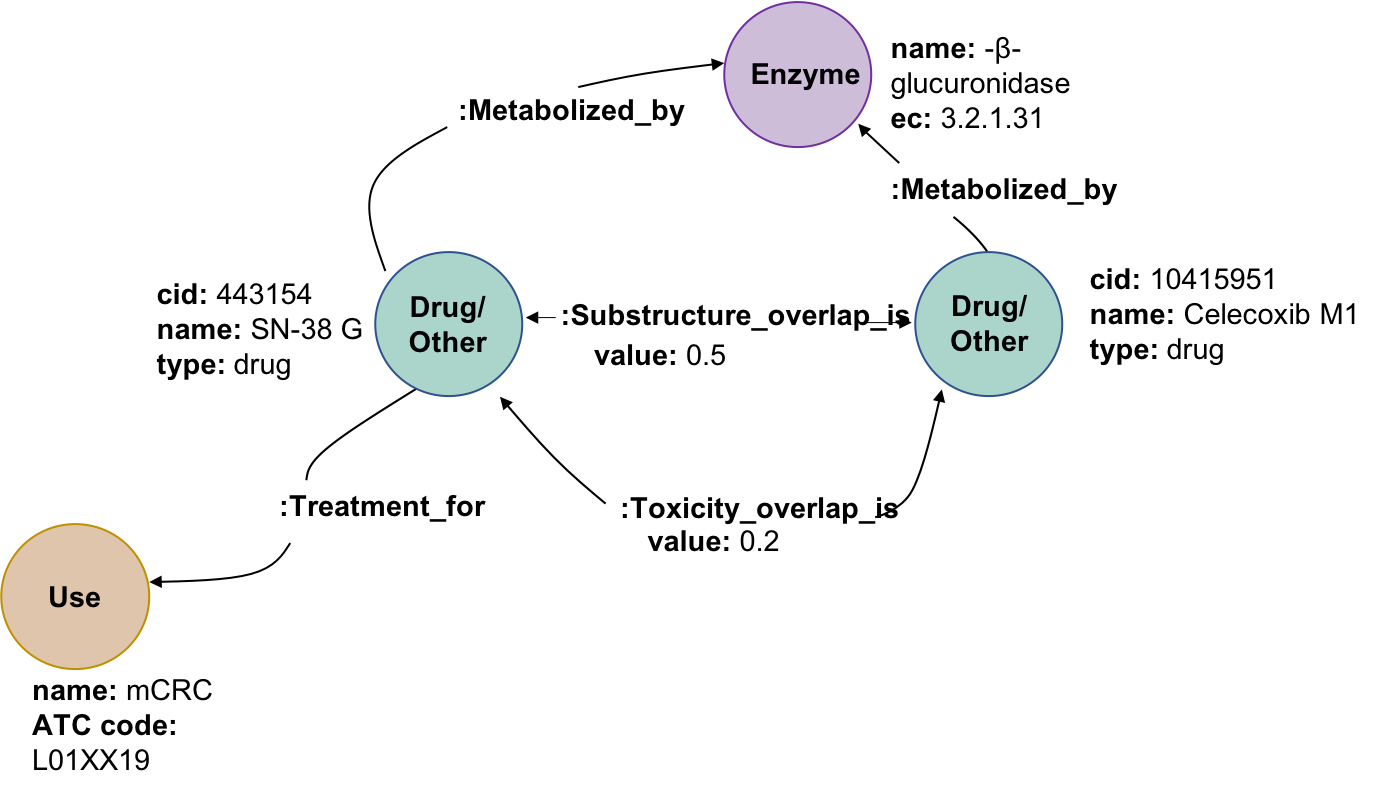 Enzyme
name: -β-
glucuronidase
ec: 3.2.1.31
:Metabolized_by
:Metabolized_by
cid: 443154
name: SN-38 G
type: drug
Drug/
Other
:Substructure_overlap_is
value: 0.5
Drug/
Other
cid: 10415951
name: Celecoxib M1
type: drug
:Treatment_for
:Toxicity_overlap_is
value: 0.2
Use
name: mCRC
ATC code:
L01XX19